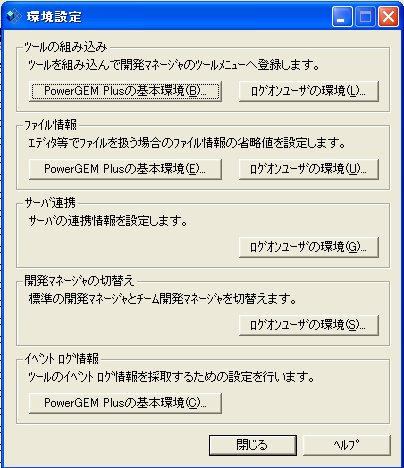 環境設定
ツールの組み込み
ツールを組み込んで開発マネージャのツールメニューへ登録します。
PowerGEM Plusの基本環境(B)... ログオンユーザの環境(L)...
ファイル情報
エディタ等でファイルを扱う場合のファイル情報の省略値を設定します。
PowerGEM Plusの基本環境(E)... ログオンユーザの環境(U)...
サーバ連携
サーバの連携情報を設定します。
ログオンユーザの環境(G)...
開発マネージャの切替え
標準の開発マネージャとチーム開発マネージャを切替えます。
ログオンユーザの環境(S)...
イベントログ情報
ツールのイベントログ情報を採取するための設定を行います。
PowerGEM Plusの基本環境(C)...
閉じる ヘルプ